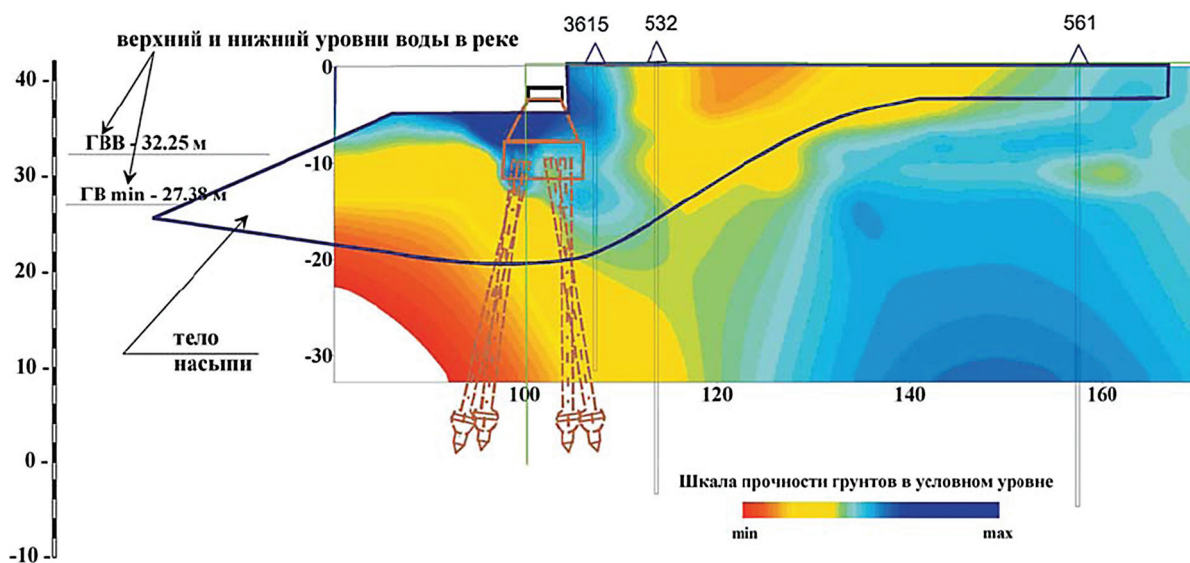 3615
532
561
верхний и нижний уровни воды в реке
40 -
0
ГВВ - 32.25 м
-10
30 -
ГВ min - 27.38 м
-20
20 -
тело
насыпи
-30
10 -
100
120
140
160
0 -
Шкала прочности грунтов в условном уровне
min
max
-10 -